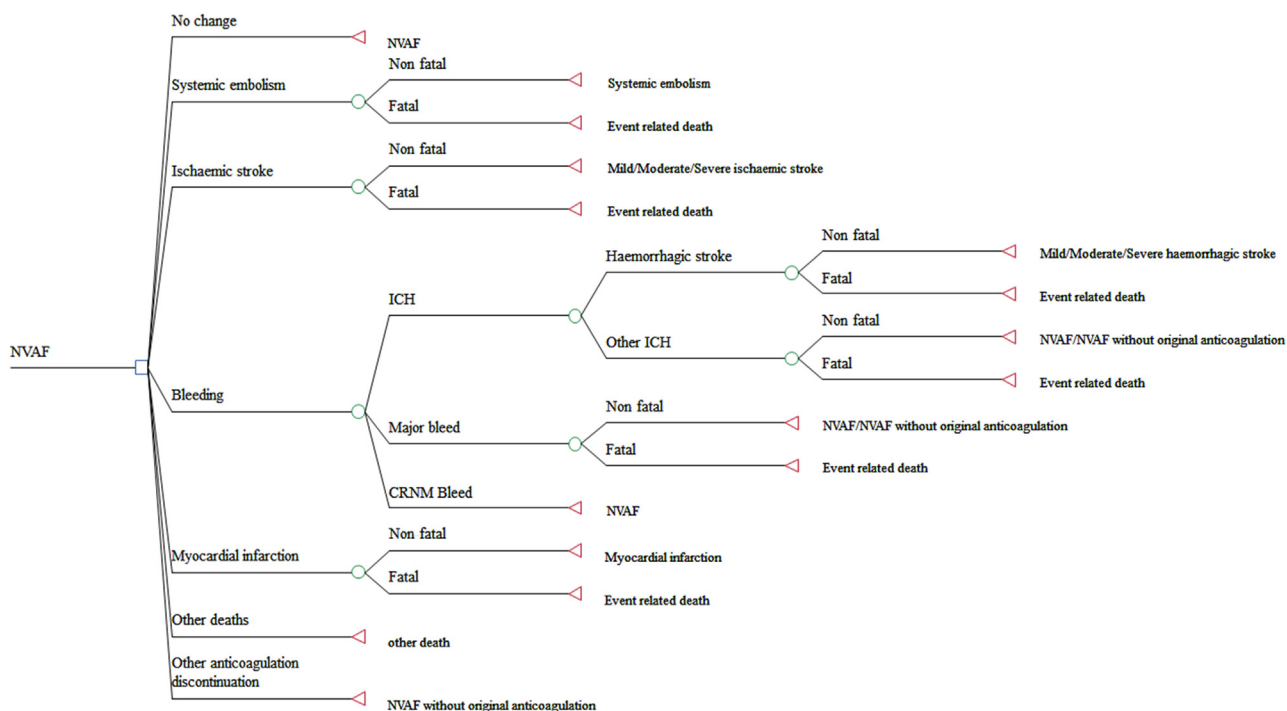 No change
NVAF
Systemic embolism
Non fatal
Systemic embolism
Fatal
Event related death
Ischaemic stroke
Non fatal
Mild/Moderate/Severe ischaemic stroke
Fatal
Event related death
NVAF
Bleeding
ICH
Haemorrhagic stroke
Non fatal
Mild/Moderate/Severe haemorrhagic stroke
Fatal
Event related death
Other ICH
Non fatal
NVAF/NVAF without original anticoagulation
Fatal
Event related death
Major bleed
Non fatal
NVAF/NVAF without original anticoagulation
Fatal
Event related death
CRNM Bleed
NVAF
Myocardial infarction
Non fatal
Myocardial infarction
Fatal
Event related death
Other deaths
other death
Other anticoagulation
discontinuation
NVAF without original anticoagulation